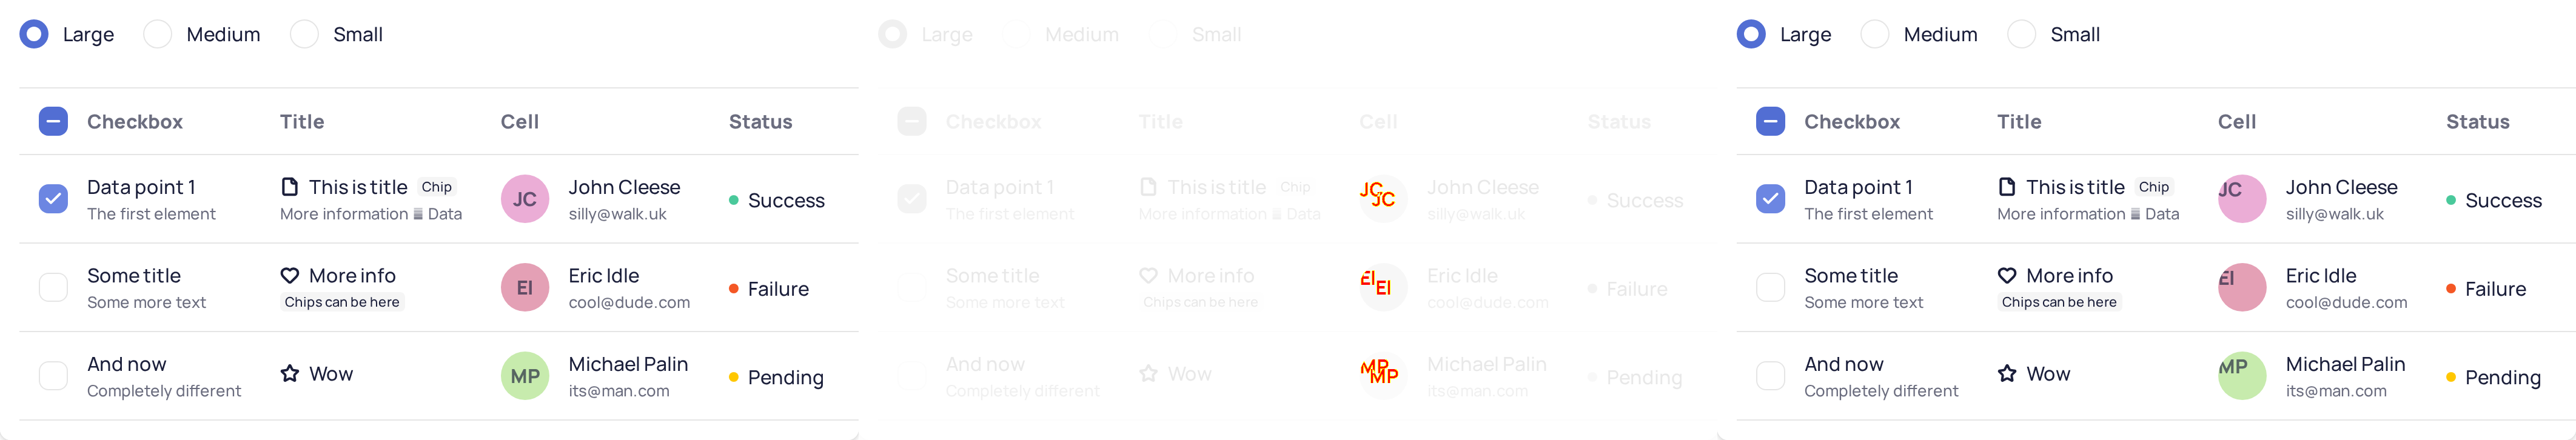 Large Medium Small
Checkbox Title Cell Status
Data point 1 This is title Chip JC John Cleese Success
The first element More information Data silly@walk.uk
Some title More info EI Eric Idle Failure
Some more text Chips can be here cool@dude.com
And now Wow MP Michael Palin Pending
Completely different its@man.com
Large Medium Small
Checkbox Title Cell Status
Data point 1 This is title Chip JC JC John Cleese Success
The first element More information Data silly@walk.uk
Some title More info EI EI Eric Idle Failure
Some more text Chips can be here cool@dude.com
And now Wow MP MP Michael Palin Pending
Completely different its@man.com
Large Medium Small
Checkbox Title Cell Status
Data point 1 This is title Chip JC John Cleese Success
The first element More information Data silly@walk.uk
Some title More info EI Eric Idle Failure
Some more text Chips can be here cool@dude.com
And now Wow MP Michael Palin Pending
Completely different its@man.com